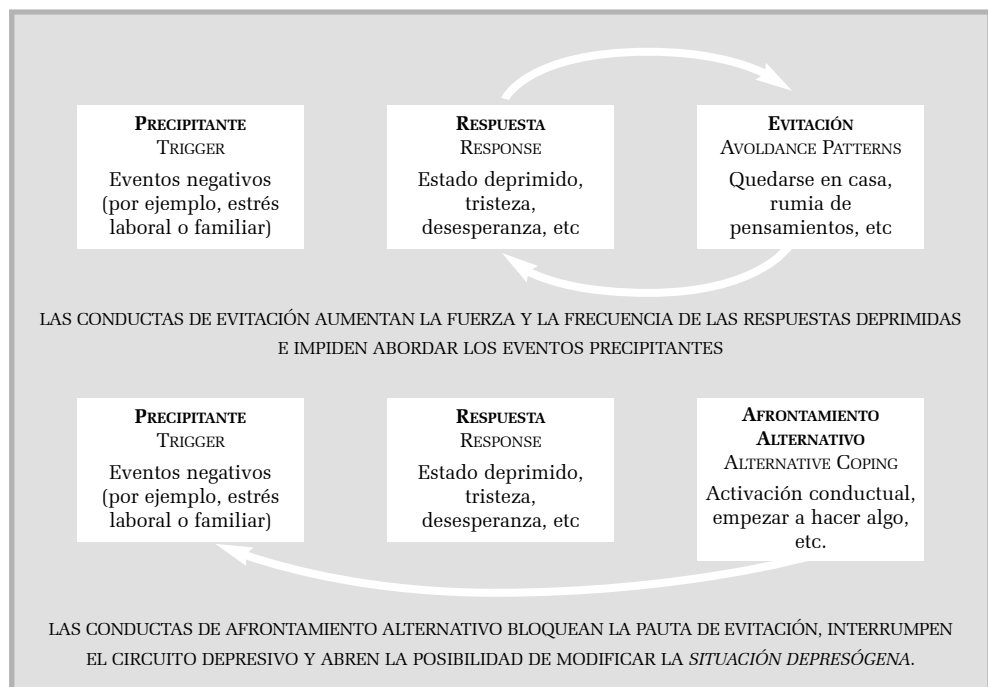 PRECIPITANTE
TRIGGER
Eventos negativos
(por ejemplo, estrés
laboral o familiar)
RESPUESTA
RESPONSE
Estado deprimido,
tristeza,
desesperanza, etc
EVITACIÓN
AVOLDANCE PATTERNS
Quedarse en casa,
rumia de
pensamientos, etc
LAS CONDUCTAS DE EVITACIÓN AUMENTAN LA FUERZA Y LA FRECUENCIA DE LAS RESPUESTAS DEPRIMIDAS
E IMPIDEN ABORDAR LOS EVENTOS PRECIPITANTES
PRECIPITANTE
TRIGGER
Eventos negativos
(por ejemplo, estrés
laboral o familiar)
RESPUESTA
RESPONSE
Estado deprimido,
tristeza,
desesperanza, etc
AFRONTAMIENTO
ALTERNATIVO
ALTERNATIVE COPING
Activación conductual,
empezar a hacer algo,
etc.
LAS CONDUCTAS DE AFRONTAMIENTO ALTERNATIVO BLOQUEAN LA PAUTA DE EVITACIÓN, INTERRUMPEN
EL CIRCUITO DEPRESIVO Y ABREN LA POSIBILIDAD DE MODIFICAR LA SITUACIÓN DEPRESÓGENA.